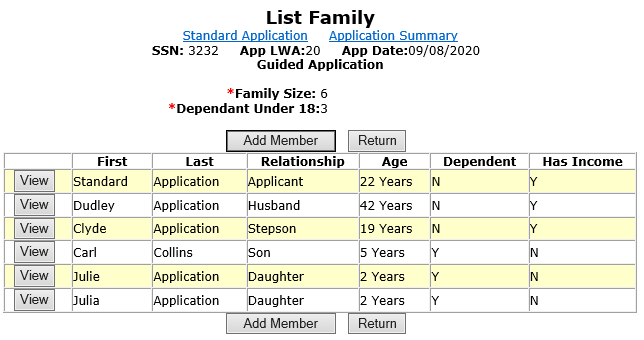 List Family
Standard Application Application Summary
SSN: 3232 App LWA:20 App Date:09/08/2020
Guided Application
*Family Size: 6
*Dependant Under 18:3
Add Member Return
First Last Relationship Age Dependent Has Income
View Standard Application Applicant 22 Years N Y
View Dudley Application Husband 42 Years N Y
View Clyde Application Stepson 19 Years N Y
View Carl Collins Son 5 Years Y N
View Julie Application Daughter 2 Years Y N
View Julia Application Daughter 2 Years Y N
Add Member Return